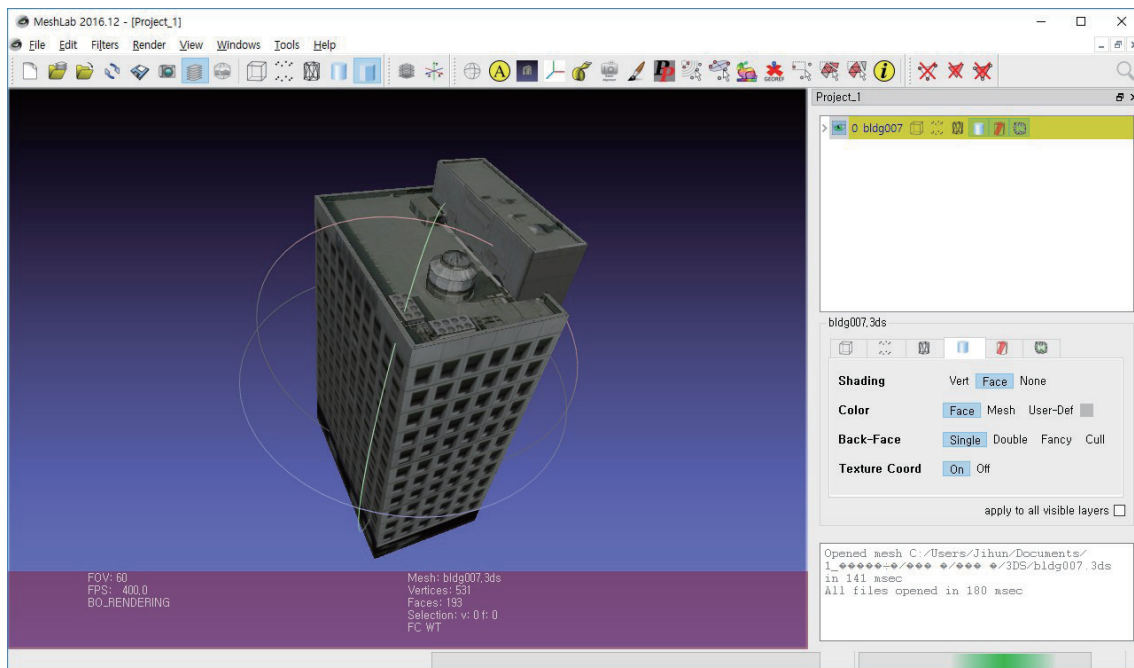 MeshLab 2016.12 - [Project_1]
File Edit Filters Render View Windows Tools Help
A PP GEOREF i
Project_1
0 bldg007
bldg007.3ds
Shading Vert Face None
Color Face Mesh User-Def
Back-Face Single Double Fancy Cull
Texture Coord On Off
apply to all visible layers
Opened mesh C:/Users/Jihun/Documents/
1_�����÷�/��� �/��� �/3DS/bldg007.3ds
in 141 msec
All files opened in 180 msec
FOV: 60
FPS: 400.0
BO_RENDERING
Mesh: bldg007.3ds
Vertices: 531
Faces: 193
Selection: v: 0 f: 0
FC WT